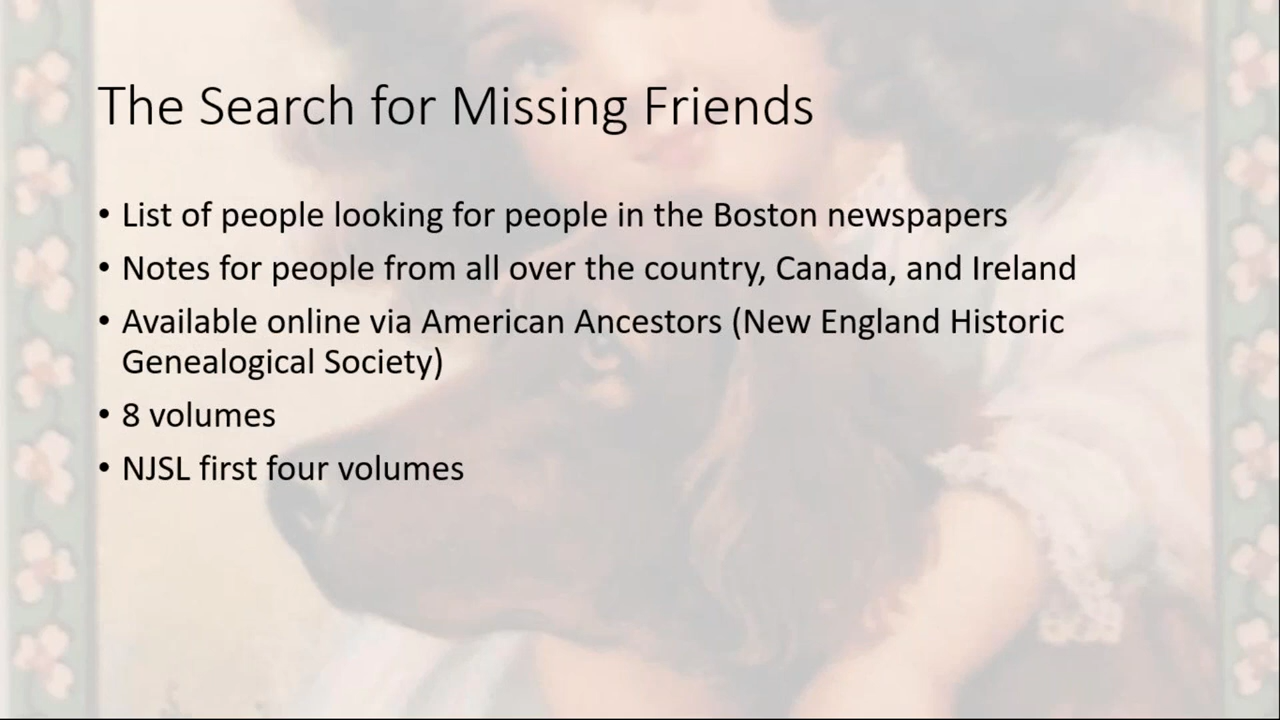 The Search for Missing Friends
• List of people looking for people in the Boston newspapers
• Notes for people from all over the country, Canada, and Ireland
• Available online via American Ancestors (New England Historic
Genealogical Society)
• 8 volumes
• NJSL first four volumes